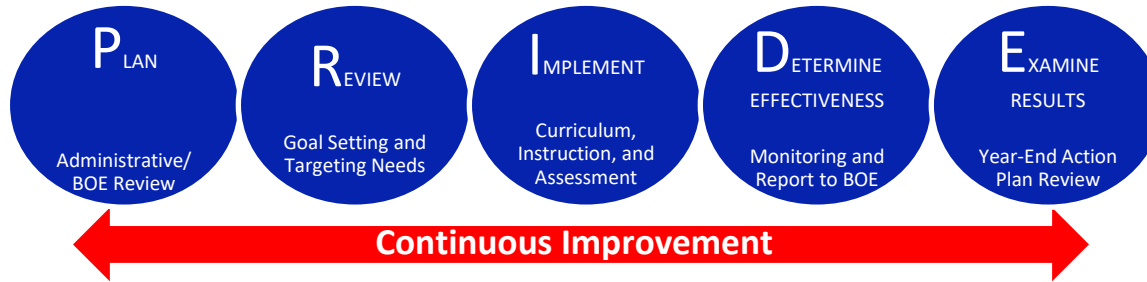 PLAN
Administrative/
BOE Review
REVIEW
Goal Setting and
Targeting Needs
IMPLEMENT
Curriculum,
Instruction, and
Assessment
DETERMINE
EFFECTIVENESS
Monitoring and
Report to BOE
EXAMINE
RESULTS
Year-End Action
Plan Review
Continuous Improvement